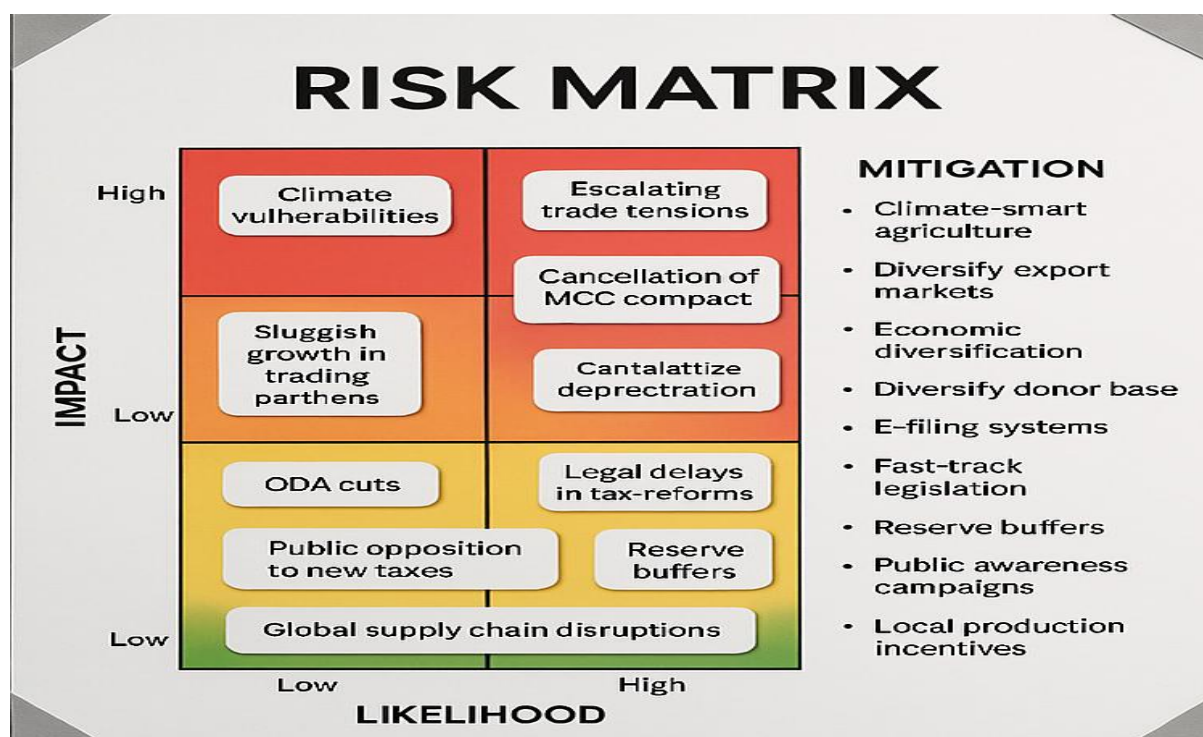 RISK MATRIX
High
Climate
vulherabilities
Escalating
trade tensions
Cancellation of
MCC compact
Sluggish
growth in
trading
parthens
Cantalattize
deprectration
IMPACT
Low
ODA cuts
Legal delays
in tax-reforms
Public opposition
to new taxes
Reserve
buffers
Global supply chain disruptions
Low
Low
High
LIKELIHOOD
MITIGATION
• Climate-smart
agriculture
• Diversify export
markets
• Economic
diversification
• Diversify donor base
• E-filing systems
• Fast-track
legislation
• Reserve buffers
• Public awareness
campaigns
• Local production
incentives